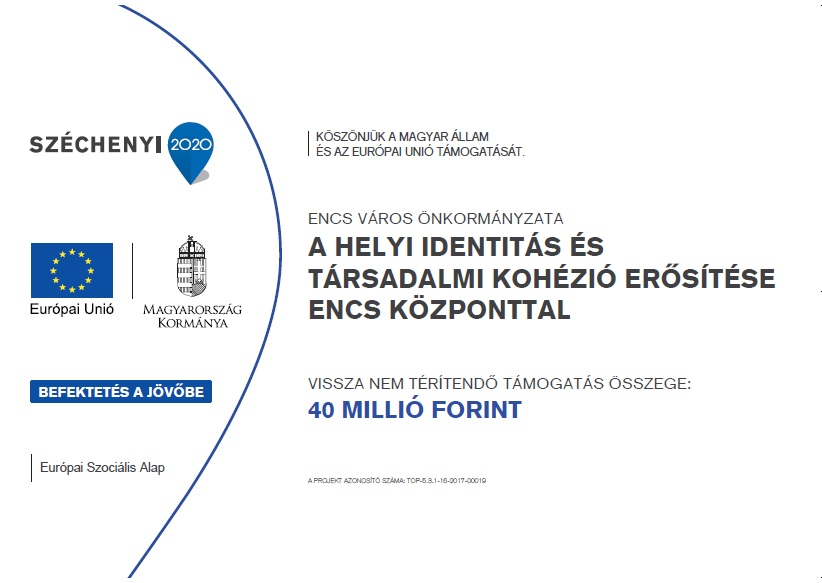 SZÉCHENYI 2020
Európai Unió
MAGYARORSZÁG
KORMÁNYA
BEFEKTETÉS A JÖVŐBE
Európai Szociális Alap
KÖSZÖNJÜK A MAGYAR ÁLLAM
ÉS AZ EURÓPAI UNIÓ TÁMOGATÁSÁT.
ENCS VÁROS ÖNKORMÁNYZATA
A HELYI IDENTITÁS ÉS
TÁRSADALMI KOHÉZIÓ ERŐSÍTÉSE
ENCS KÖZPONTTAL
VISSZA NEM TÉRÍTENDŐ TÁMOGATÁS ÖSSZEGE:
40 MILLIÓ FORINT
A PROJEKT AZONOSÍTÓ SZÁMA: TOP-5.3.1-16-2017-00019